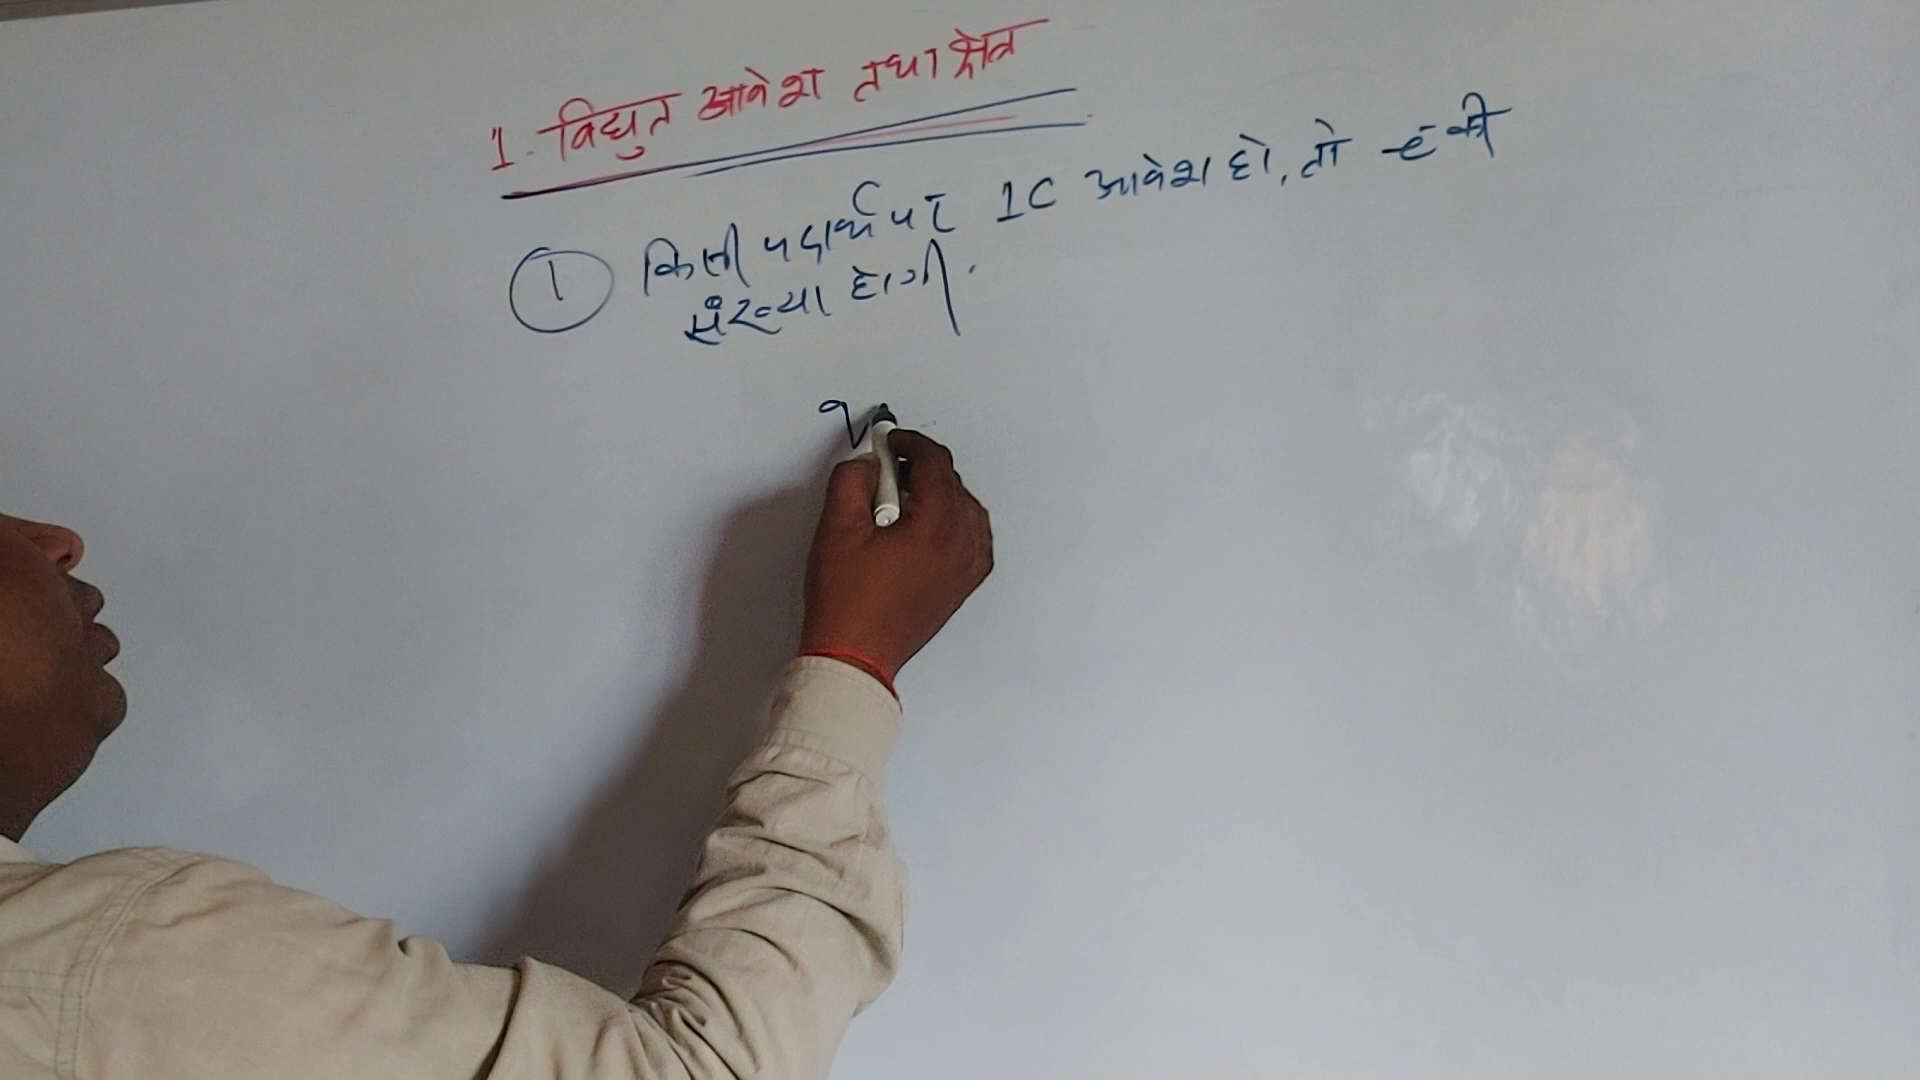 1. विद्युत आवेश तथा क्षेत्र
1 किसी पदार्थ पर 1C आवेश हो, तो -e की
संख्या होगी.
q